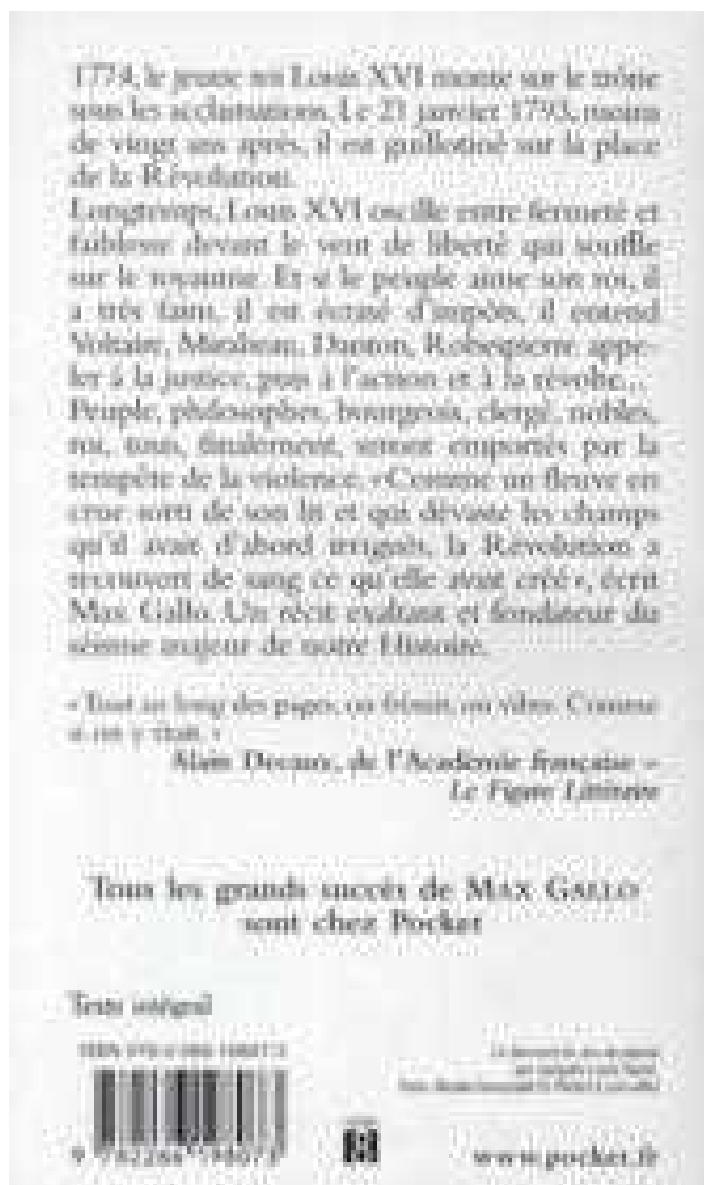 1774, le jeune roi Louis XVI monte sur le trône
sous les acclamations. Le 21 janvier 1793, moins
de vingt ans après, il est guillotiné sur la place
de la Révolution.
Longtemps, Louis XVI oscille entre fermeté et
faiblesse devant le vent de liberté qui souffle
sur le royaume. Et si le peuple aime son roi, il
a très faim, il est écrasé d'impôts, il entend
Voltaire, Mirabeau, Danton, Robespierre appe-
ler à la justice, puis à l'action et à la révolte...
Peuple, philosophes, bourgeois, clergé, nobles,
roi, tous, finalement, seront emportés par la
tempête de la violence. « Comme un fleuve en
crue sorti de son lit et qui dévaste les champs
qu'il avait d'abord irrigués, la Révolution a
recouvert de sang ce qu'elle avait créé », écrit
Max Gallo. Un récit exaltant et fondateur du
séisme majeur de notre Histoire.
« Tout au long des pages, on frémit, on vibre. Comme
si on y était. »
Alain Decaux, de l'Académie française –
Le Figaro Littéraire
Tous les grands succès de MAX GALLO
sont chez Pocket
Texte intégral
ISBN
www.pocket.fr